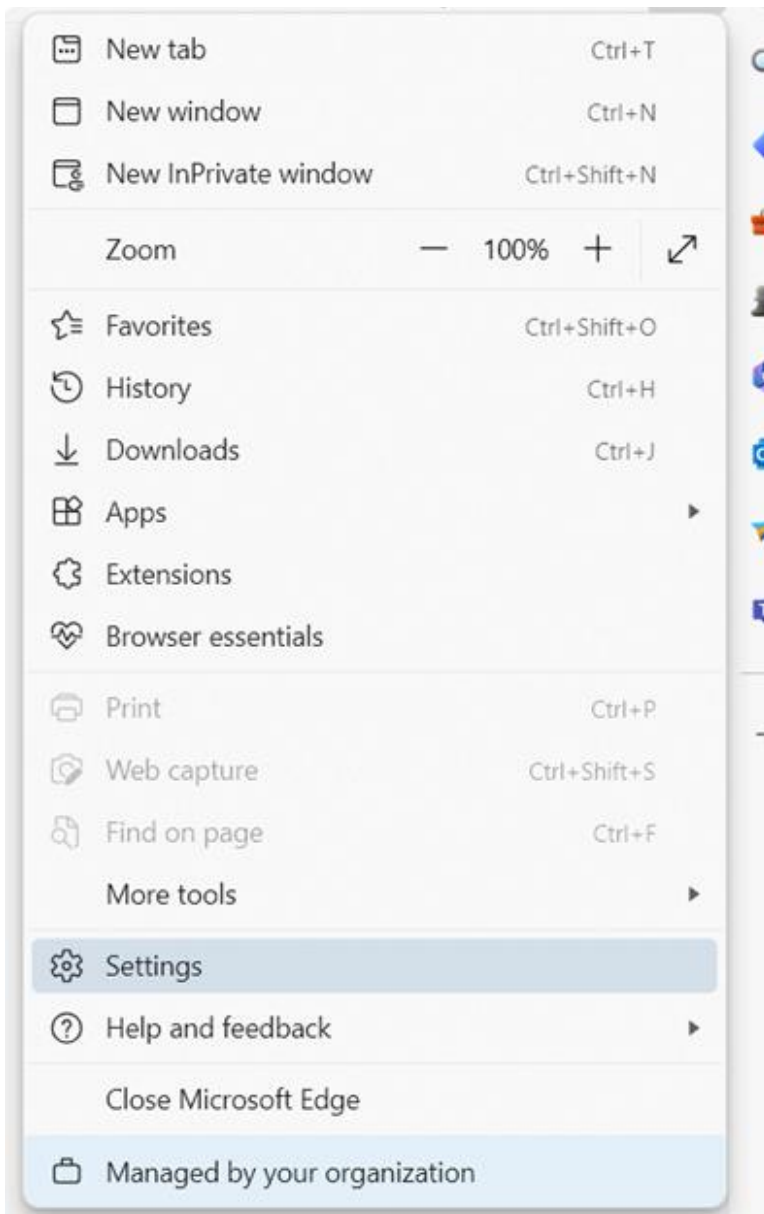 New tab Ctrl+T
New window Ctrl+N
New InPrivate window Ctrl+Shift+N
Zoom — 100% +
Favorites Ctrl+Shift+O
History Ctrl+H
Downloads Ctrl+J
Apps
Extensions
Browser essentials
Print Ctrl+P
Web capture Ctrl+Shift+S
Find on page Ctrl+F
More tools
Settings
Help and feedback
Close Microsoft Edge
Managed by your organization